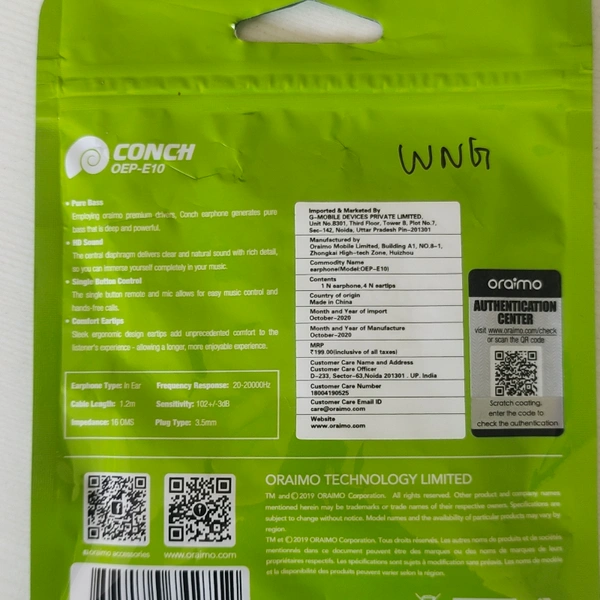 CONCH
OEP-E10
WNG
• Pure Bass
Employing oraimo premium drivers, Conch earphone generates pure
bass that is deep and powerful.
• HD Sound
The central diaphragm delivers clear and natural sound with rich detail,
so you can immerse yourself completely in your music.
• Single Button Control
The single button remote and mic allows for easy music control and
hands-free calls.
• Comfort Eartips
Sleek ergonomic design eartips add unprecedented comfort to the
listener's experience - allowing a longer, more enjoyable experience.
Earphone Type: in Ear Frequency Response: 20-20000Hz
Cable Length: 1.2m Sensitivity: 102+/-3dB
Impedance: 16 OMS Plug Type: 3.5mm
Imported & Marketed By
G-MOBILE DEVICES PRIVATE LIMITED,
Unit No.B301, Third Floor, Tower B, Plot No.7,
Sec-142, Noida, Uttar Pradesh Pin-201301
Manufactured by
Oraimo Mobile Limited, Building A1, NO.8-1,
Zhongkai High-tech Zone, Huizhou
Commodity Name
earphone(Model:OEP-E10)
Contents
1 N earphone, 4 N eartips
Country of origin
Made in China
Month and Year of import
October-2020
Month and Year of Manufacture
October-2020
MRP
₹199.00(inclusive of all taxes)
Customer Care Name and Address
Customer Care Officer
D-233, Sector-63,Noida 201301 . UP. India
Customer Care Number
18004190525
Customer Care Email ID
care@oraimo.com
Website
www.oraimo.com
oraimo
AUTHENTICATION
CENTER
visit www.oraimo.com/check
or scan the QR code
Scratch coating,
enter the code to
check the authentication
@oraimo accessories
www.oraimo.com
ORAIMO TECHNOLOGY LIMITED
TM and ©2019 ORAIMO Corporation. All rights reserved. Other product and company names
mentioned herein may be trademarks or trade names of their respective owners. Specifications are
subject to change without notice. Model names and the availability of particular products may vary by
region.
TM et ©2019 ORAIMO Corporation. Tous droits réservés. Les autres noms de produits et de sociétés
mentionnés dans ce document peuvent être des marques ou des noms de marques de leurs
propriétaires respectifs. Les spécifications sont sujets à modification sans préavis. Les noms de modèle
et la disponibilité des produits peuvent varier selon la région.